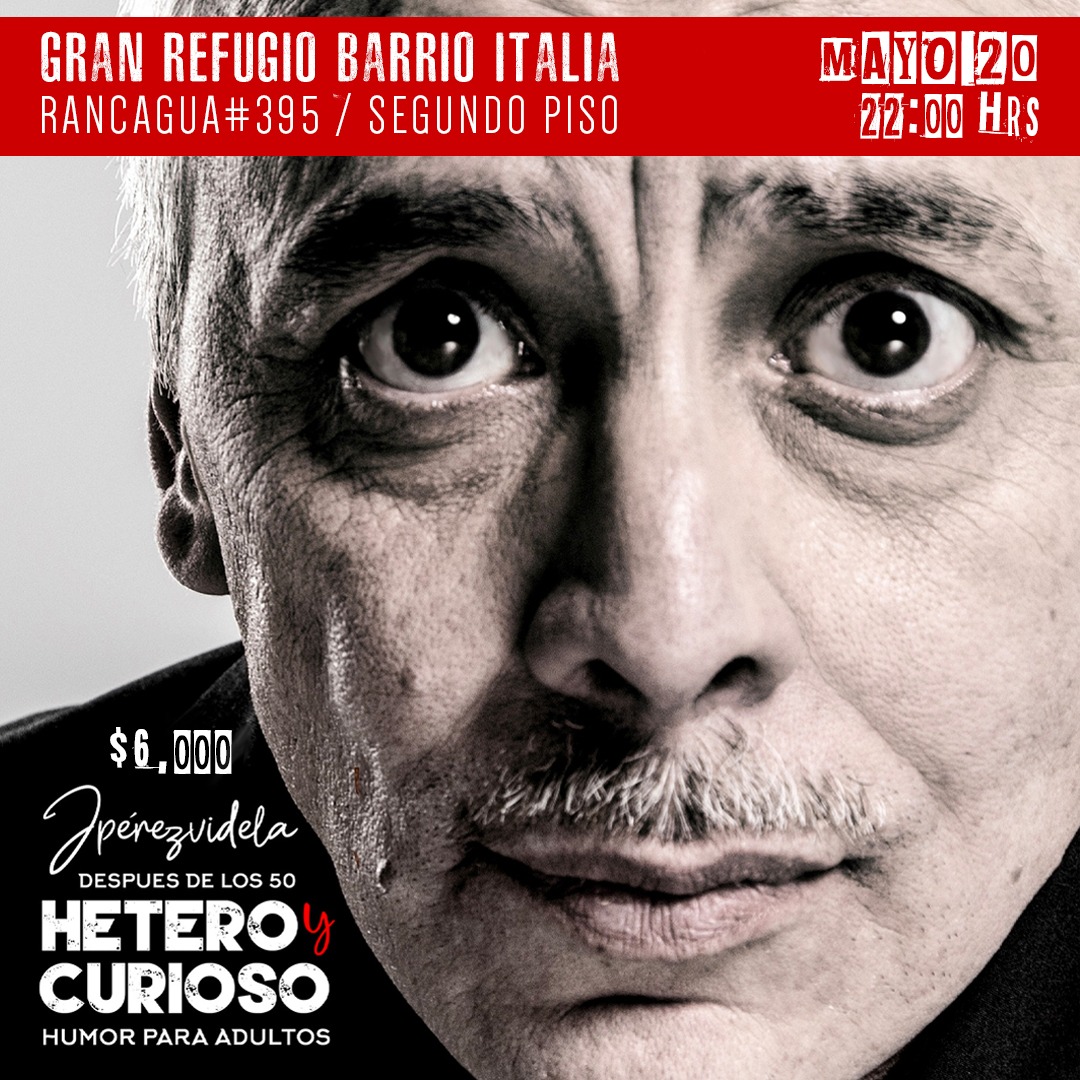 GRAN REFUGIO BARRIO ITALIA
RANCAGUA#395 / SEGUNDO PISO
MAYO 20
22:00 HRS
$6,000
Jpérezvidela
DESPUES DE LOS 50
HETERO y
CURIOSO
HUMOR PARA ADULTOS